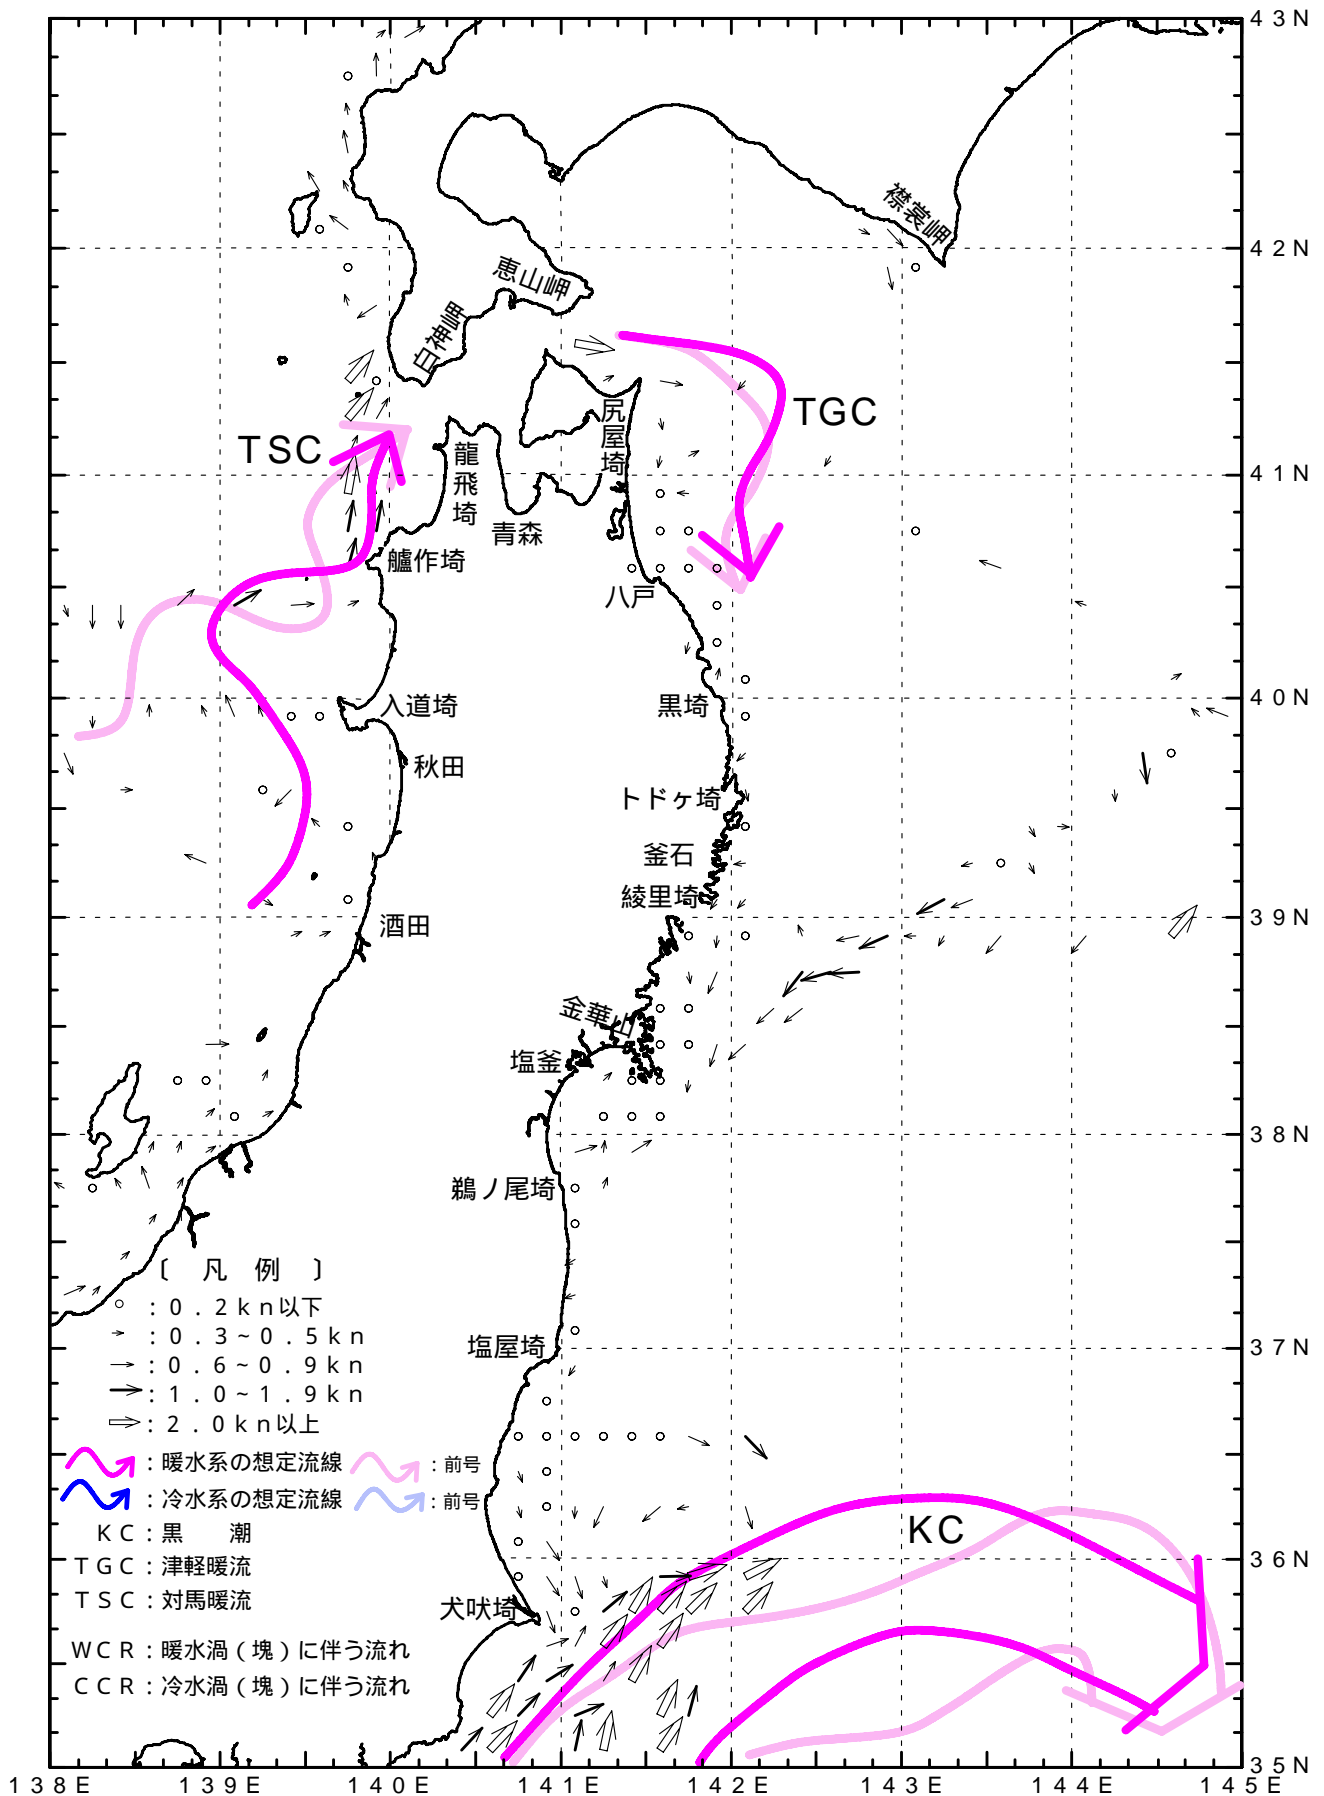 43N
襟裳岬
42N
恵山岬
白神岬
TGC
尻屋埼
TSC
龍飛埼
41N
青森
艫作埼
八戸
入道埼
黒埼
40N
秋田
トドヶ埼
釜石
綾里埼
酒田
39N
金華山
塩釜
38N
鵜ノ尾埼
〔 凡 例 〕
:0.2kn以下
:0.3~0.5kn
塩屋埼
37N
:0.6~0.9kn
:1.0~1.9kn
:2.0kn以上
:暖水系の想定流線 :前号
:冷水系の想定流線 :前号
KC:黒 潮
KC
TGC:津軽暖流
36N
TSC:対馬暖流
犬吠埼
WCR:暖水渦(塊)に伴う流れ
CCR:冷水渦(塊)に伴う流れ
35N
138E 139E 140E 141E 142E 143E 144E 145E